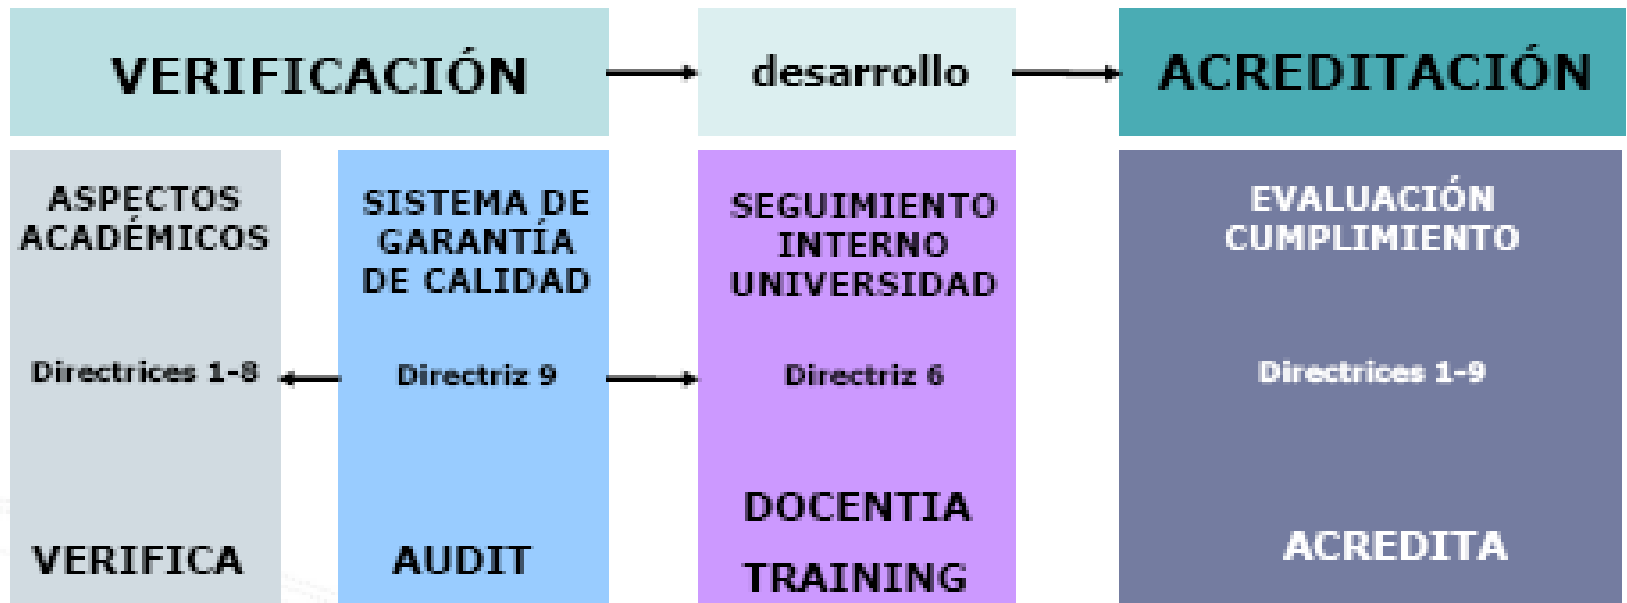 VERIFICACIÓN
desarrollo
ACREDITACIÓN
ASPECTOS
ACADÉMICOS
Directrices 1-8
VERIFICA
SISTEMA DE
GARANTÍA
DE CALIDAD
Directriz 9
AUDIT
SEGUIMIENTO
INTERNO
UNIVERSIDAD
Directriz 6
DOCENTIA
TRAINING
EVALUACIÓN
CUMPLIMIENTO
Directrices 1-9
ACREDITA